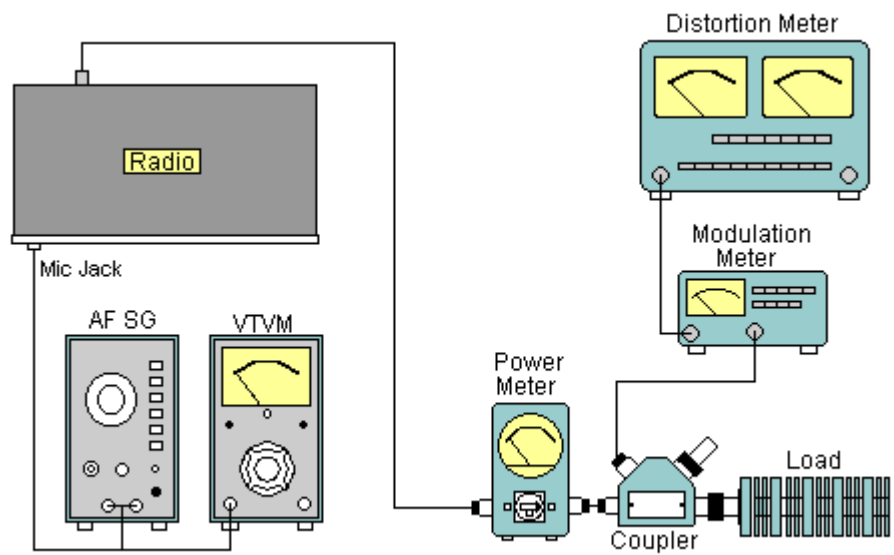 Distortion Meter
Radio
Modulation
Meter
Mic Jack
AF SG
VTVM
Power
Meter
Load
Coupler